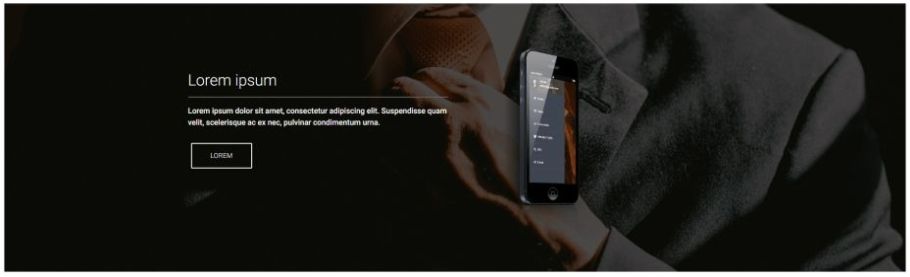 Lorem ipsum
Lorem ipsum dolor sit amet, consectetur adipiscing elit. Suspendisse quam
velit, scelerisque ac ex nec, pulvinar condimentum urna.
LOREM